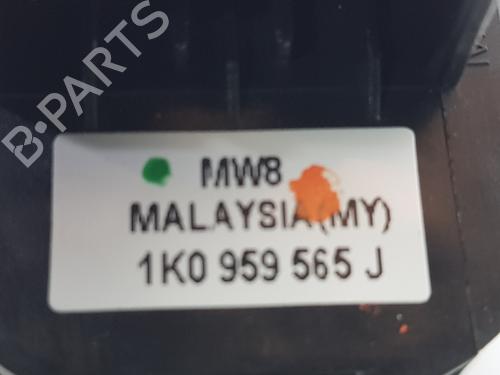 B-PARTS
MW8
MALAYSIA(MY)
1K0 959 565 J